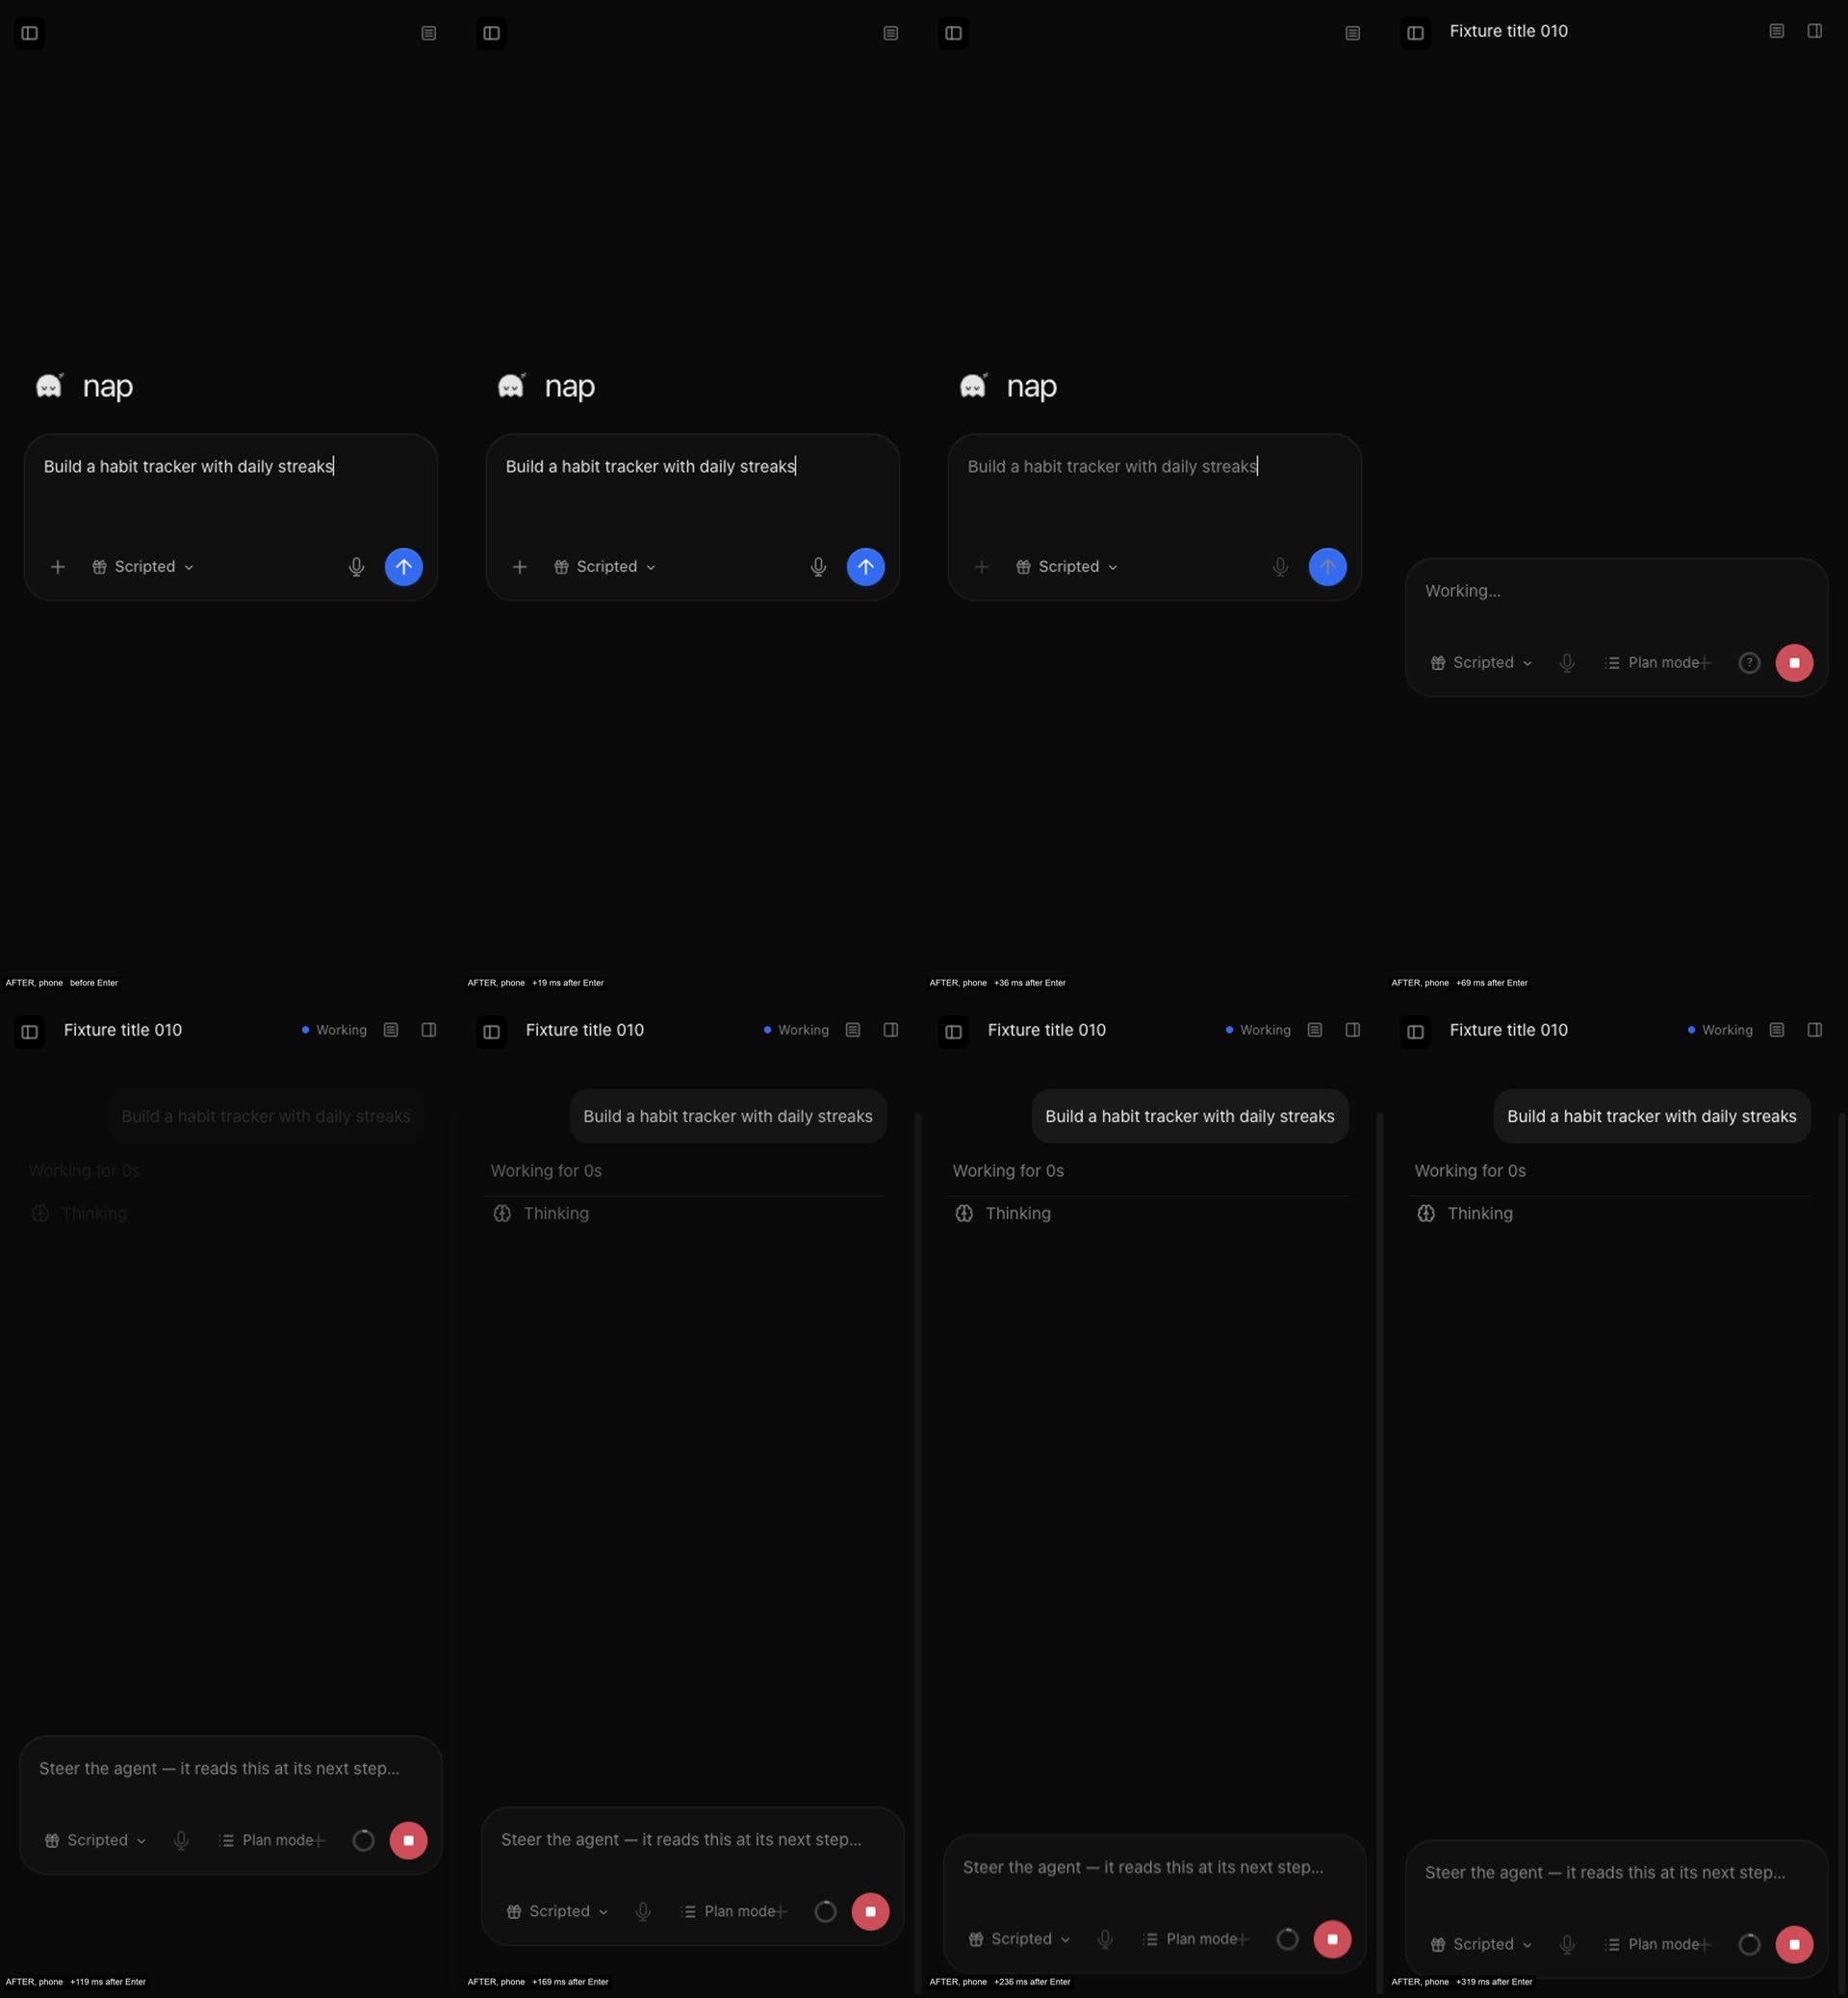 nap
Build a habit tracker with daily streaks
Scripted
AFTER, phone before Enter
nap
Build a habit tracker with daily streaks
Scripted
AFTER, phone +19 ms after Enter
nap
Build a habit tracker with daily streaks
Scripted
AFTER, phone +36 ms after Enter
Fixture title 010
Working...
Scripted Plan mode ?
AFTER, phone +69 ms after Enter
Fixture title 010 Working
Build a habit tracker with daily streaks
Working for 0s
Thinking
Steer the agent — it reads this at its next step...
Scripted Plan mode
AFTER, phone +119 ms after Enter
Fixture title 010 Working
Build a habit tracker with daily streaks
Working for 0s
Thinking
Steer the agent — it reads this at its next step...
Scripted Plan mode
AFTER, phone +169 ms after Enter
Fixture title 010 Working
Build a habit tracker with daily streaks
Working for 0s
Thinking
Steer the agent — it reads this at its next step...
Scripted Plan mode
AFTER, phone +236 ms after Enter
Fixture title 010 Working
Build a habit tracker with daily streaks
Working for 0s
Thinking
Steer the agent — it reads this at its next step...
Scripted Plan mode
AFTER, phone +319 ms after Enter